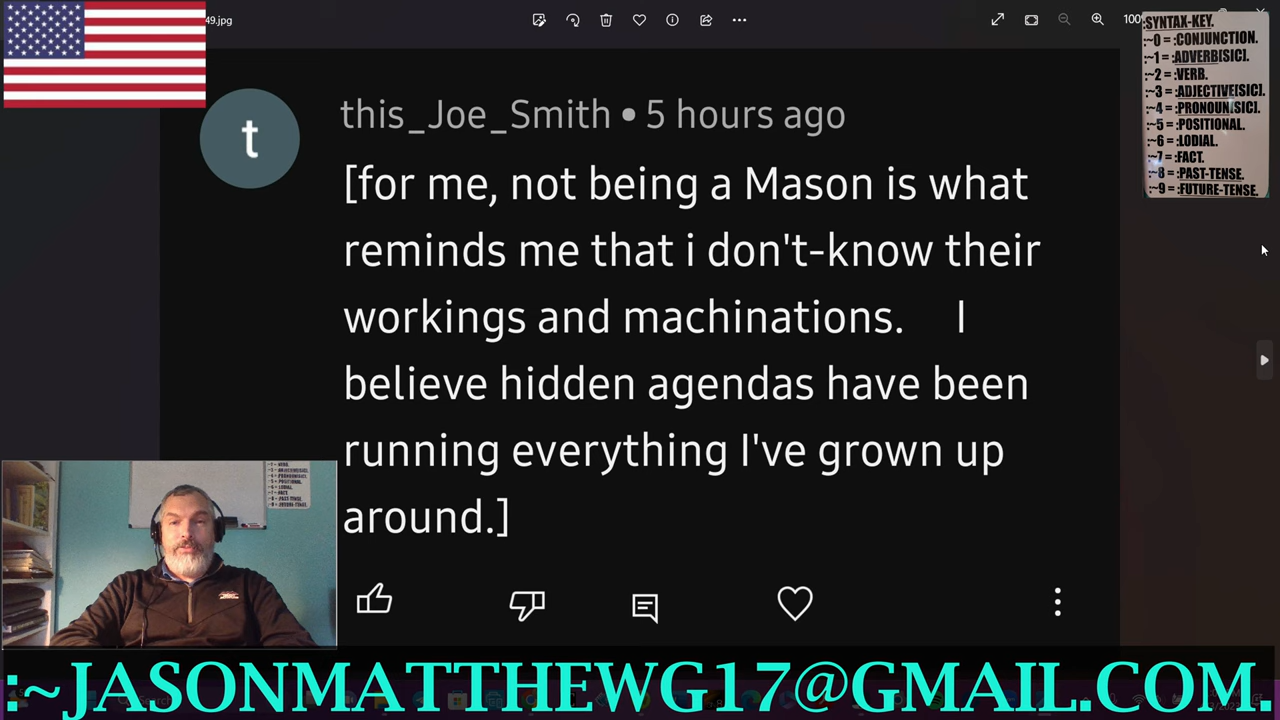 49.jpg
100
:SYNTAX-KEY.
:~0 = :CONJUNCTION.
:~1 = :ADVERB[SIC].
:~2 = :VERB.
:~3 = :ADJECTIVE[SIC].
:~4 = :PRONOUN[SIC].
:~5 = :POSITIONAL.
:~6 = :LODIAL.
:~7 = :FACT.
:~8 = :PAST-TENSE.
:~9 = :FUTURE-TENSE.
t
this_Joe_Smith • 5 hours ago
[for me, not being a Mason is what
reminds me that i don't-know their
workings and machinations. I
believe hidden agendas have been
running everything I've grown up
around.]
:~JASONMATTHEWG17@GMAIL.COM.